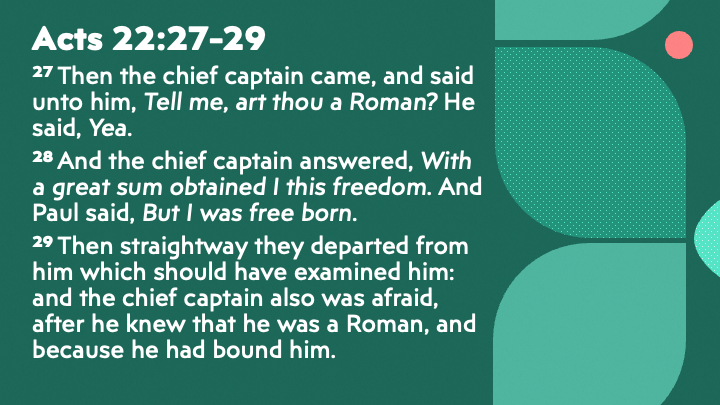 Acts 22:27-29
27 Then the chief captain came, and said
unto him, Tell me, art thou a Roman? He
said, Yea.
28 And the chief captain answered, With
a great sum obtained I this freedom. And
Paul said, But I was free born.
29 Then straightway they departed from
him which should have examined him:
and the chief captain also was afraid,
after he knew that he was a Roman, and
because he had bound him.